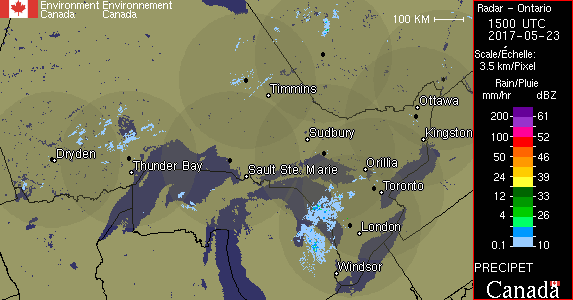 Environment Environnement
Canada Canada
100 KM
Timmins
Ottawa
Sudbury
Kingston
Dryden
Thunder Bay
Sault Ste. Marie
Orillia
Toronto
London
Windsor
Radar - Ontario
1500 UTC
2017-05-23
Scale/Échelle:
3.5 km/Pixel
Rain/Pluie
mm/hr dBZ
200 61
100 52
50 46
24 39
12 33
4 26
0.1 10
PRECIPET
Canada